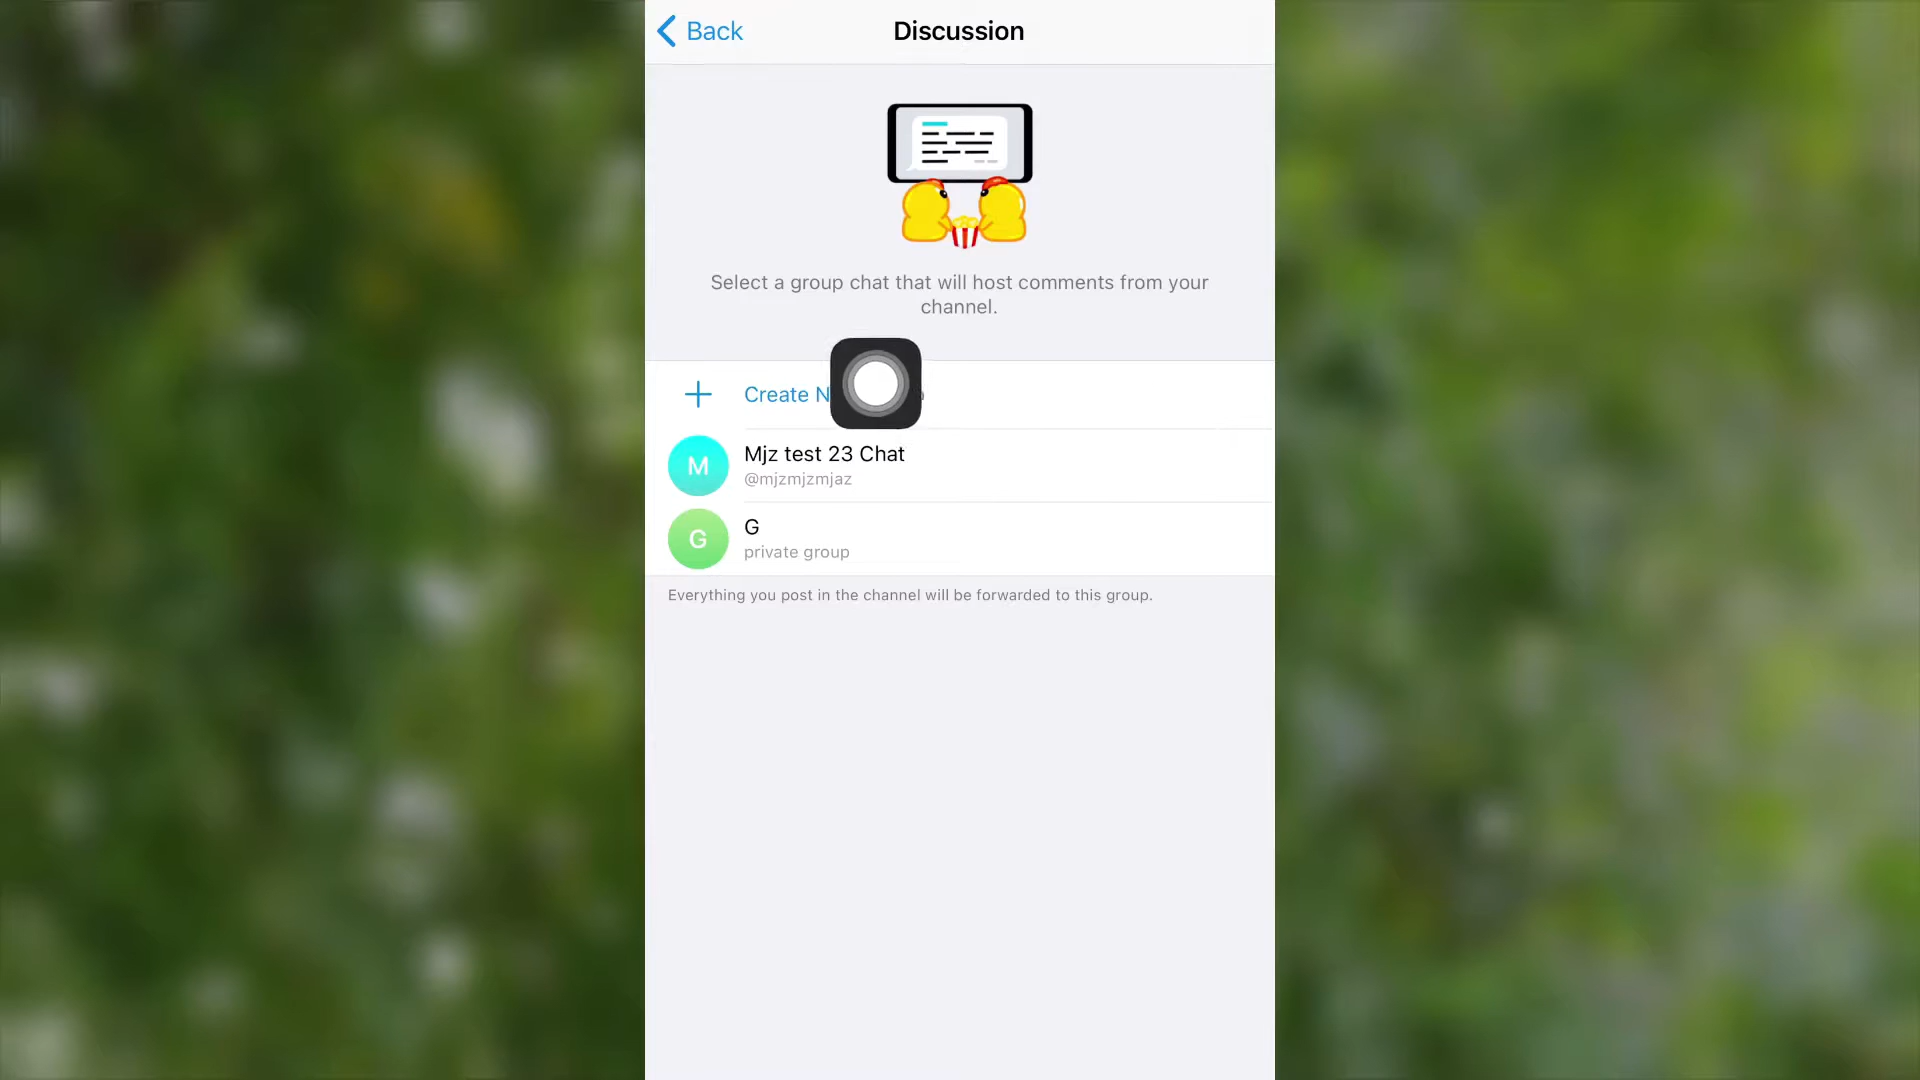 Back
Discussion
Select a group chat that will host comments from your
channel.
Create
M
Mjz test 23 Chat
@mjzmjzmjaz
G
G
private group
Everything you post in the channel will be forwarded to this group.